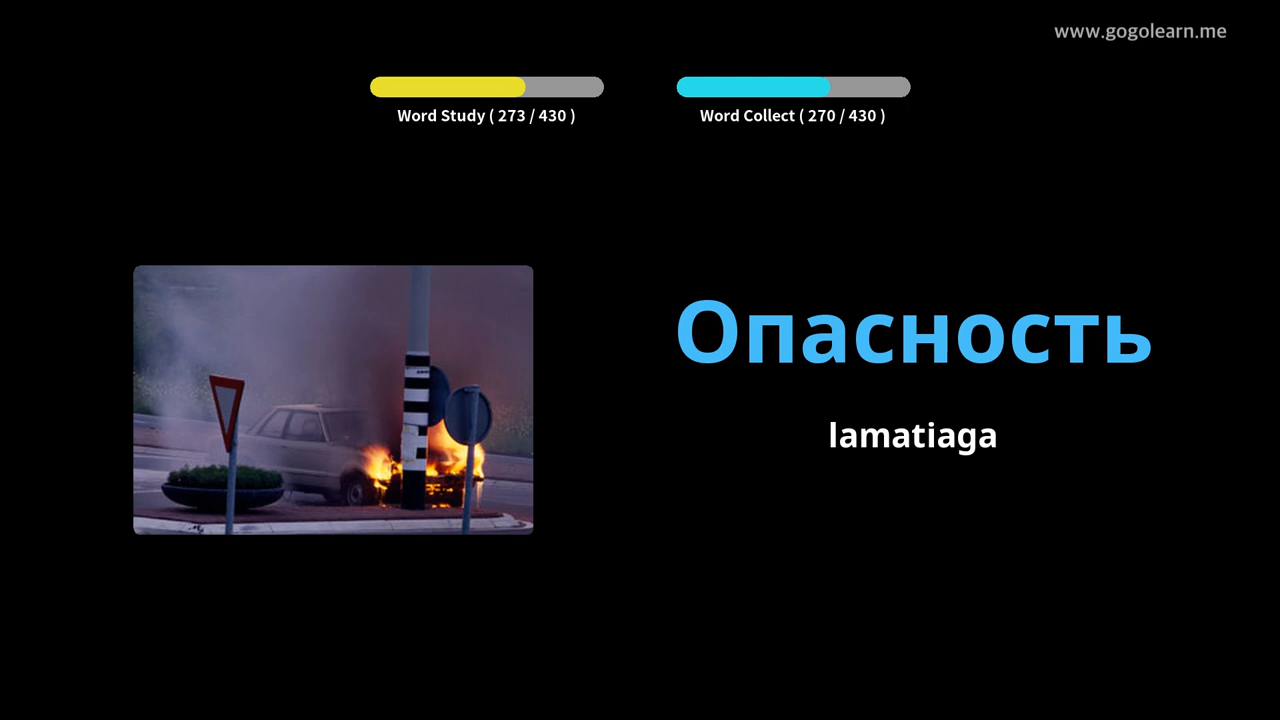 www.gogolearn.me
Word Study ( 273 / 430 )
Word Collect ( 270 / 430 )
Опасность
lamatiaga